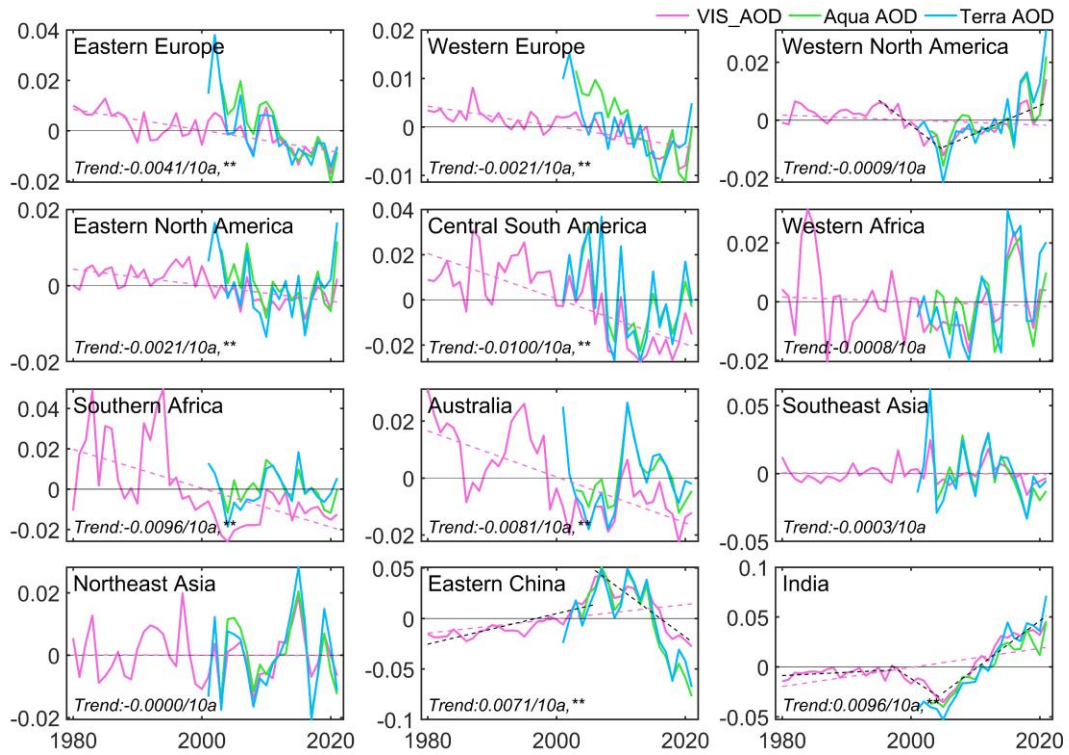 VIS_AOD Aqua AOD Terra AOD
0.04
0.02
0
-0.02
Eastern Europe
Trend:-0.0041/10a, **
0.02
0.01
0
-0.01
Western Europe
Trend:-0.0021/10a, **
0.02
0
-0.02
Western North America
Trend:-0.0009/10a
0.02
0
-0.02
Eastern North America
Trend:-0.0021/10a,**
0.04
0.02
0
-0.02
Central South America
Trend:-0.0100/10a,**
0.02
0
-0.02
Western Africa
Trend:-0.0008/10a
0.04
0.02
0
-0.02
Southern Africa
Trend:-0.0096/10a, **
0.02
0
-0.02
Australia
Trend:-0.0081/10a, **
0.05
0
-0.05
Southeast Asia
Trend:-0.0003/10a
0.02
0
-0.02
Northeast Asia
Trend:-0.0000/10a
0.05
0
-0.05
-0.1
Eastern China
Trend:0.0071/10a,**
0.1
0.05
0
-0.05
India
Trend:0.0096/10a, **
1980 2000 2020
1980 2000 2020
1980 2000 2020